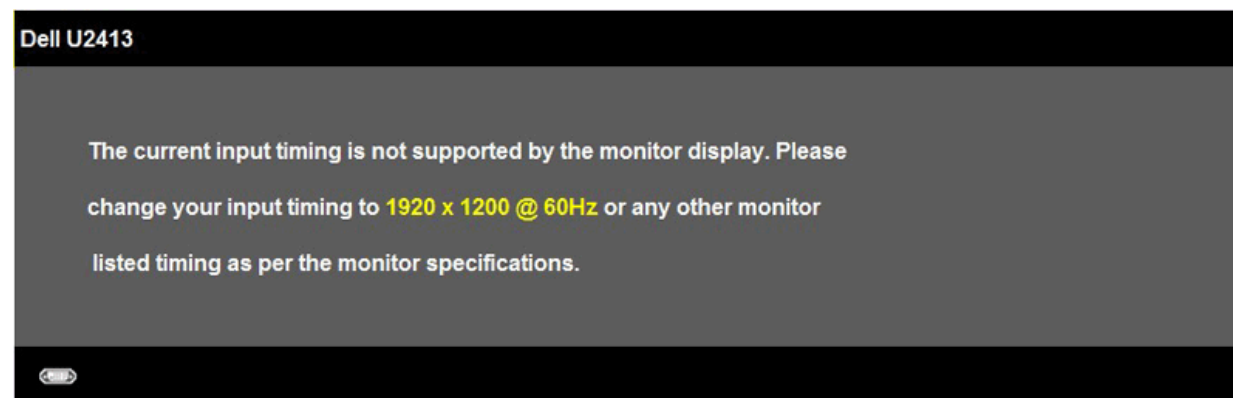 Dell U2413
The current input timing is not supported by the monitor display. Please
change your input timing to 1920 x 1200 @ 60Hz or any other monitor
listed timing as per the monitor specifications.